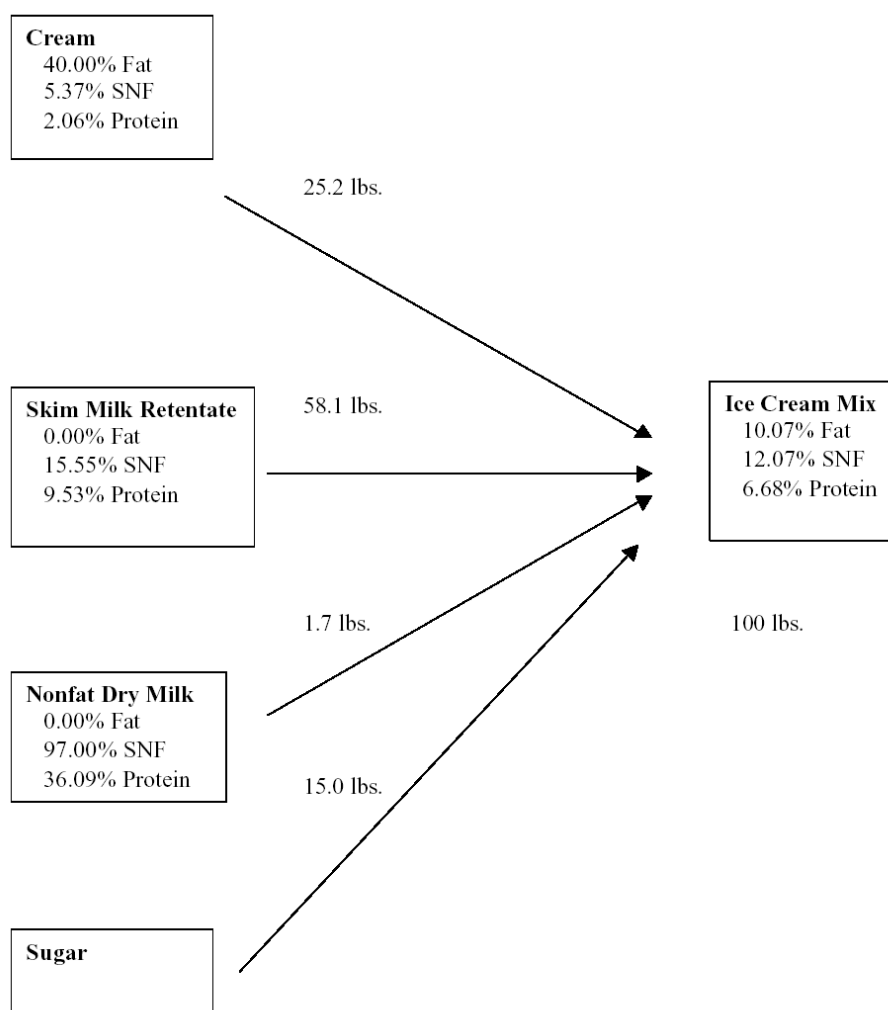 Cream
40.00% Fat
5.37% SNF
2.06% Protein
25.2 lbs.
Skim Milk Retentate
0.00% Fat
15.55% SNF
9.53% Protein
58.1 lbs.
Ice Cream Mix
10.07% Fat
12.07% SNF
6.68% Protein
1.7 lbs.
100 lbs.
Nonfat Dry Milk
0.00% Fat
97.00% SNF
36.09% Protein
15.0 lbs.
Sugar